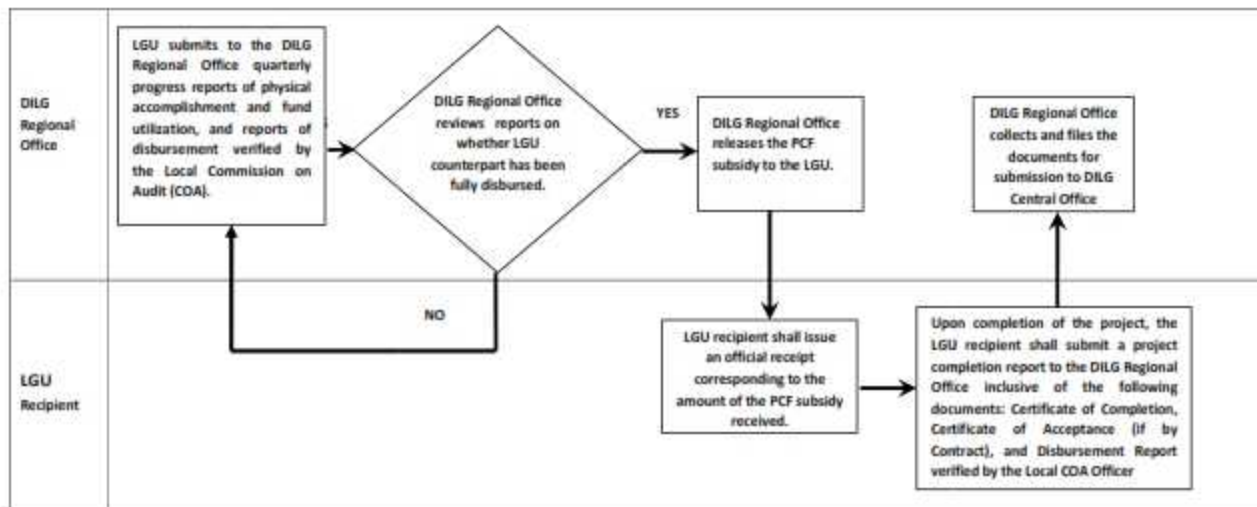 DILG
Regional
Office
LGU submits to the DILG
Regional Office quarterly
progress reports of physical
accomplishment and fund
utilization, and reports of
disbursement verified by
the Local Commission on
Audit (COA).
DILG Regional Office
reviews reports on
whether LGU
counterpart has been
fully disbursed.
YES
DILG Regional Office
releases the PCF
subsidy to the LGU.
DILG Regional Office
collects and files the
documents for
submission to DILG
Central Office
NO
LGU
Recipient
LGU recipient shall issue
an official receipt
corresponding to the
amount of the PCF subsidy
received.
Upon completion of the project, the
LGU recipient shall submit a project
completion report to the DILG Regional
Office inclusive of the following
documents: Certificate of Completion,
Certificate of Acceptance (if by
Contract), and Disbursement Report
verified by the Local COA Officer